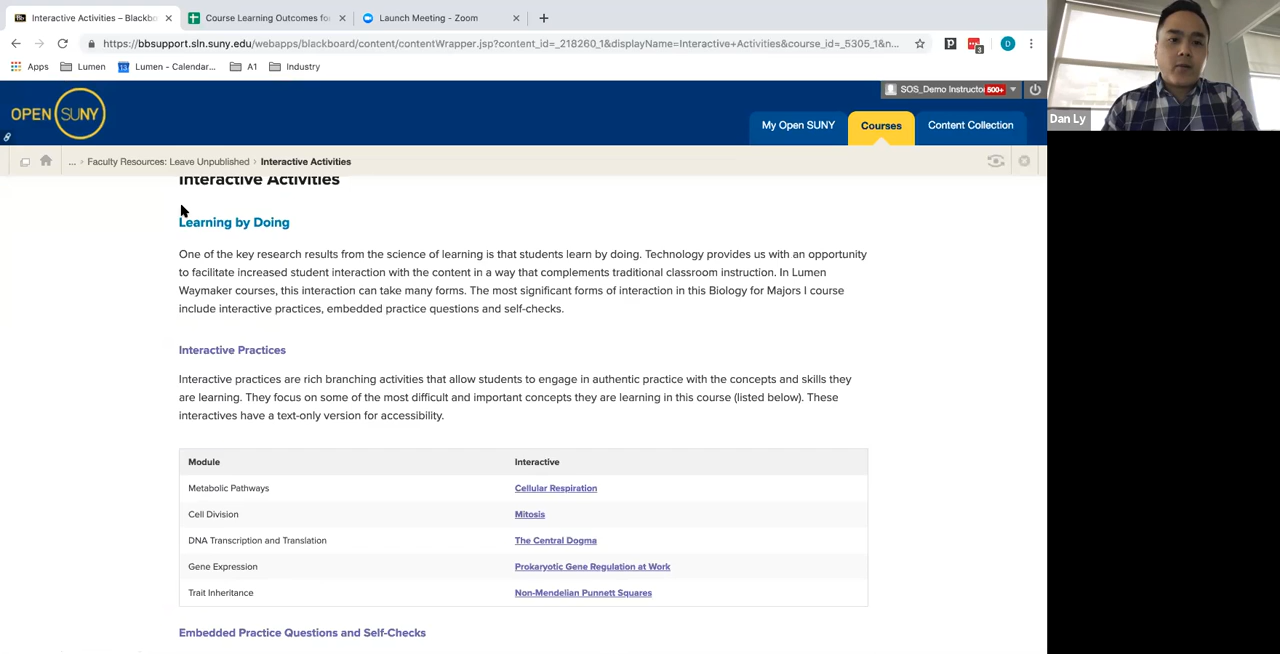 Interactive Activities – Blackbo
Course Learning Outcomes fo
Launch Meeting - Zoom
https://bbsupport.sln.suny.edu/webapps/blackboard/content/contentWrapper.jsp?content_id=_218260_1&displayName=Interactive+Activities&course_id=_5305_1&n...
P
3
D
Apps
Lumen
Lumen - Calendar...
A1
Industry
OPEN SUNY
SOS_Demo Instructo 500+
My Open SUNY
Courses
Content Collection
Dan Ly
... › Faculty Resources: Leave Unpublished › Interactive Activities
Interactive Activities
Learning by Doing
One of the key research results from the science of learning is that students learn by doing. Technology provides us with an opportunity
to facilitate increased student interaction with the content in a way that complements traditional classroom instruction. In Lumen
Waymaker courses, this interaction can take many forms. The most significant forms of interaction in this Biology for Majors I course
include interactive practices, embedded practice questions and self-checks.
Interactive Practices
Interactive practices are rich branching activities that allow students to engage in authentic practice with the concepts and skills they
are learning. They focus on some of the most difficult and important concepts they are learning in this course (listed below). These
interactives have a text-only version for accessibility.
Module Interactive
Metabolic Pathways Cellular Respiration
Cell Division Mitosis
DNA Transcription and Translation The Central Dogma
Gene Expression Prokaryotic Gene Regulation at Work
Trait Inheritance Non-Mendelian Punnett Squares
Embedded Practice Questions and Self-Checks